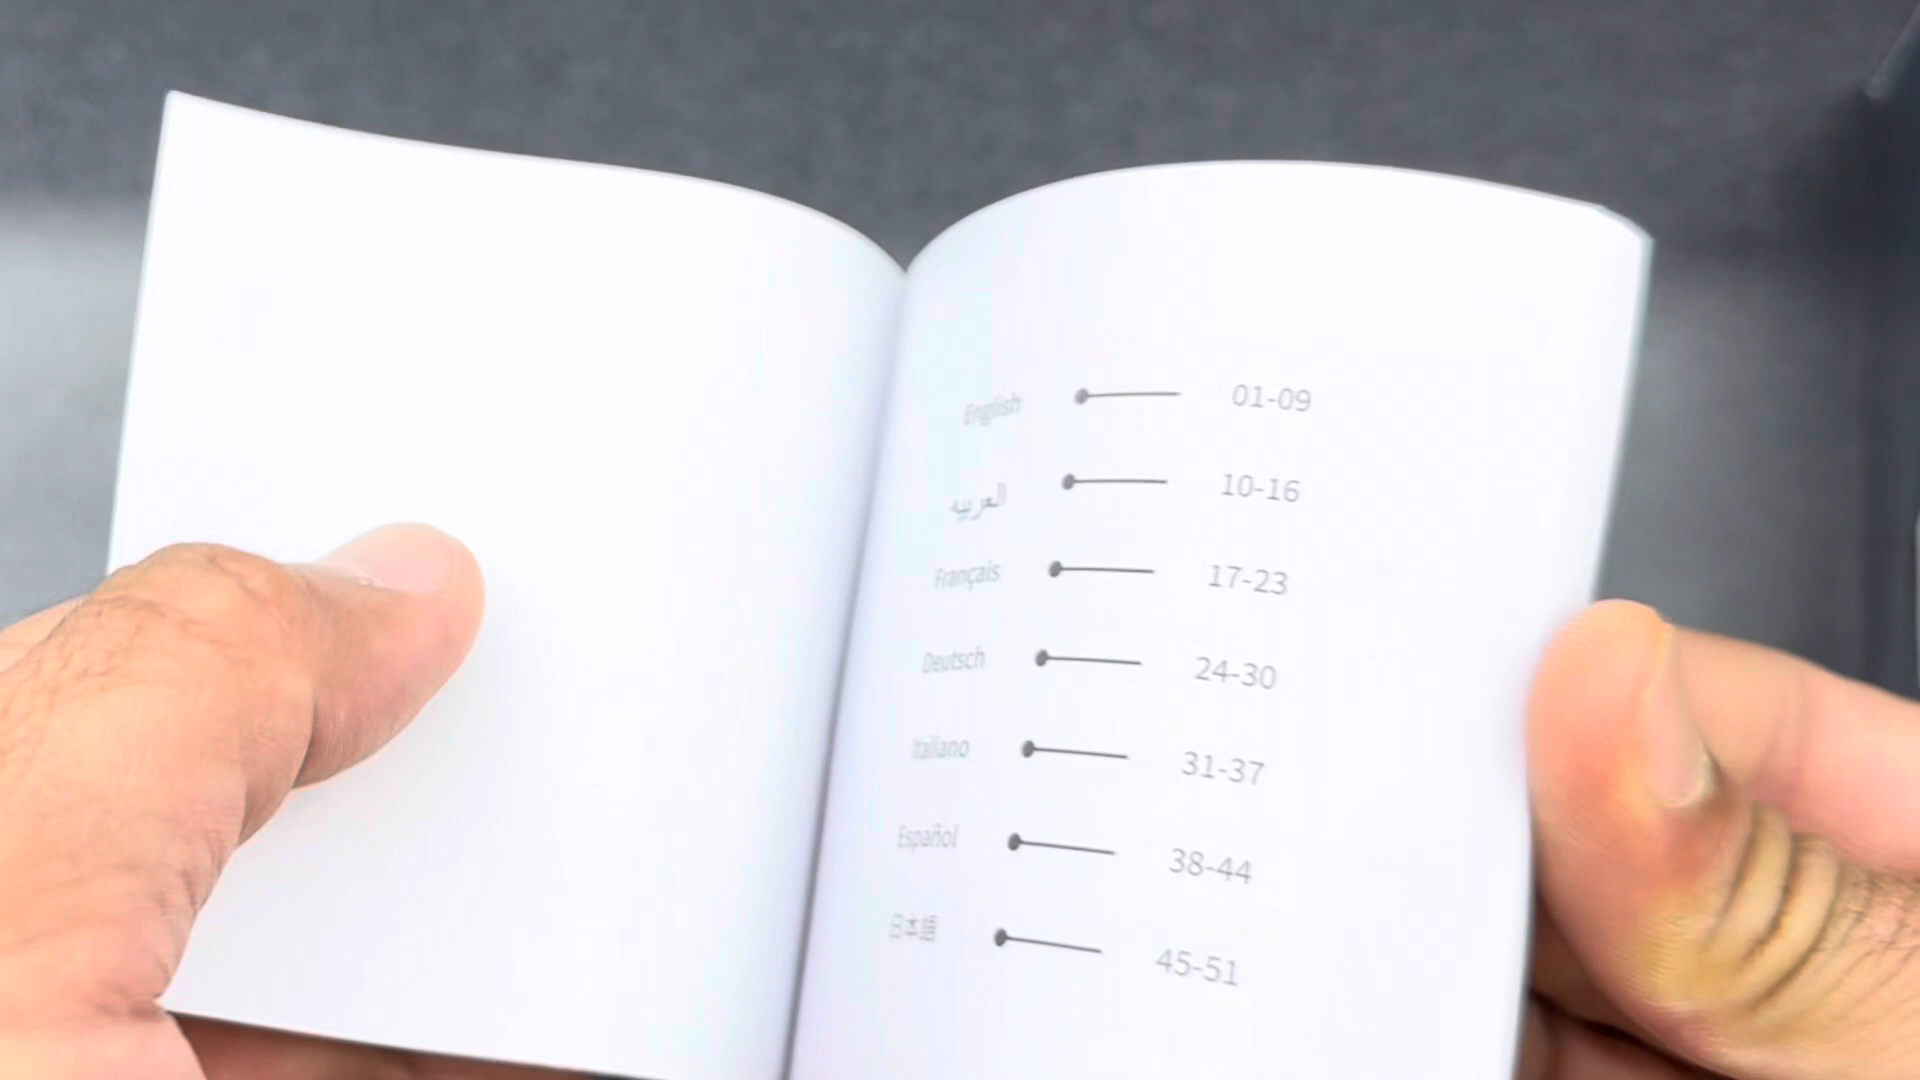 English 01-09
العربيه 10-16
Français 17-23
Deutsch 24-30
Italiano 31-37
Español 38-44
日本語 45-51